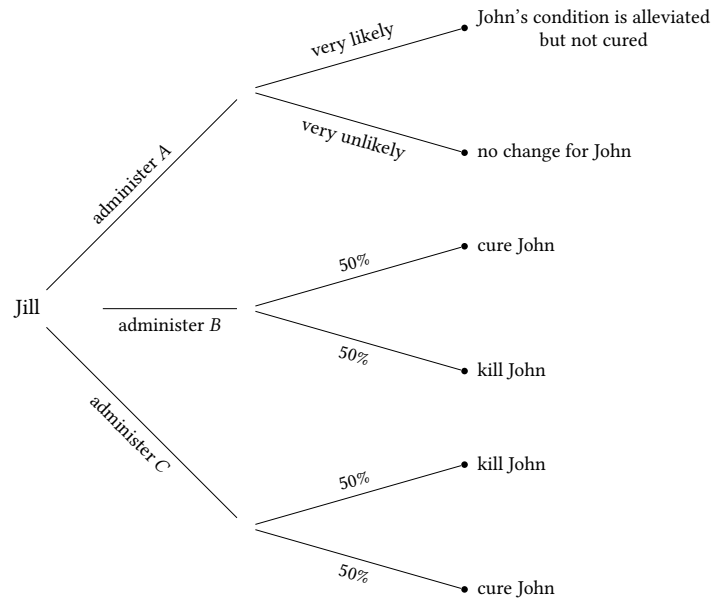 very likely
John's condition is alleviated
but not cured
very unlikely
no change for John
administer A
50%
cure John
Jill
administer B
50%
kill John
administer C
50%
kill John
50%
cure John